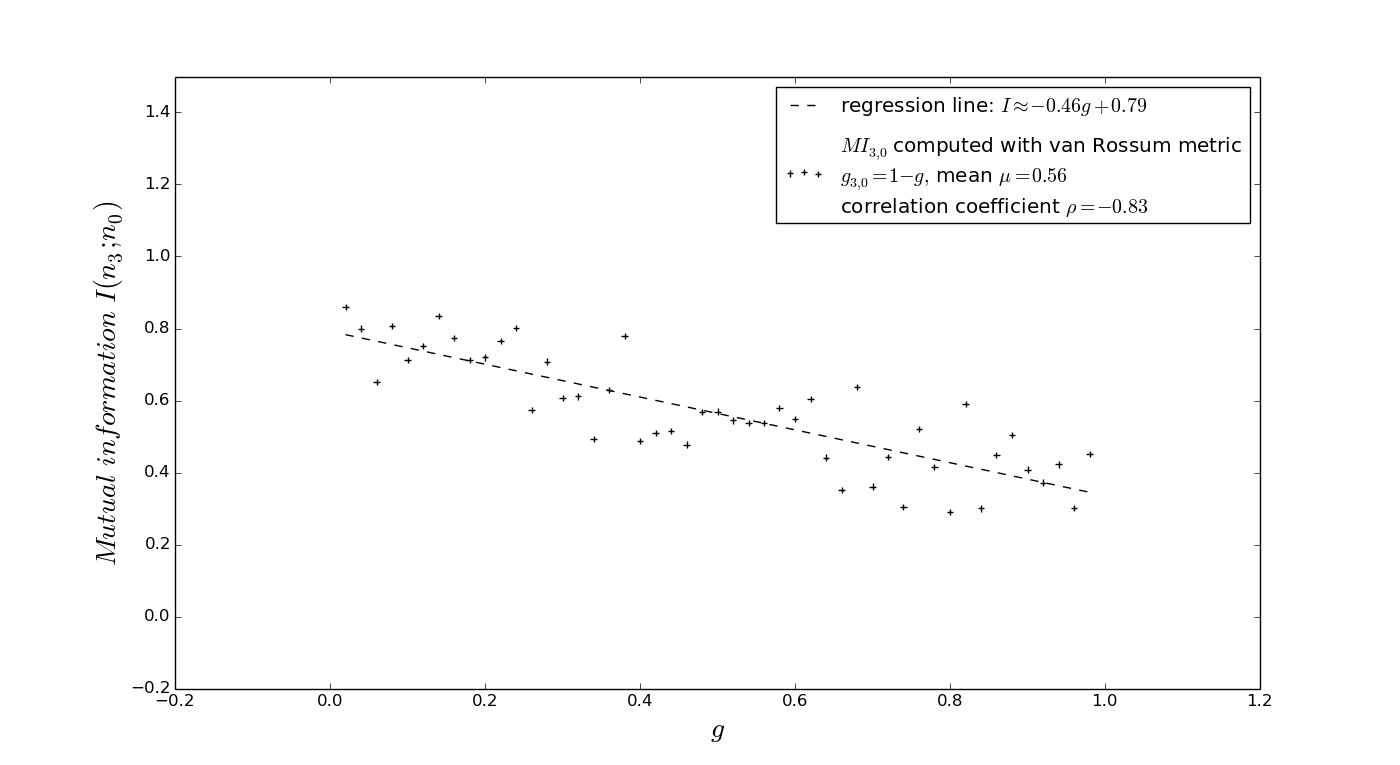 regression line: I≈−0.46g+0.79
MI3,0 computed with van Rossum metric
g3,0=1−g, mean μ=0.56
correlation coefficient ρ=−0.83
Mutual information I(n3;n0)
1.4
1.2
1.0
0.8
0.6
0.4
0.2
0.0
−0.2
−0.2 0.0 0.2 0.4 0.6 0.8 1.0 1.2
g